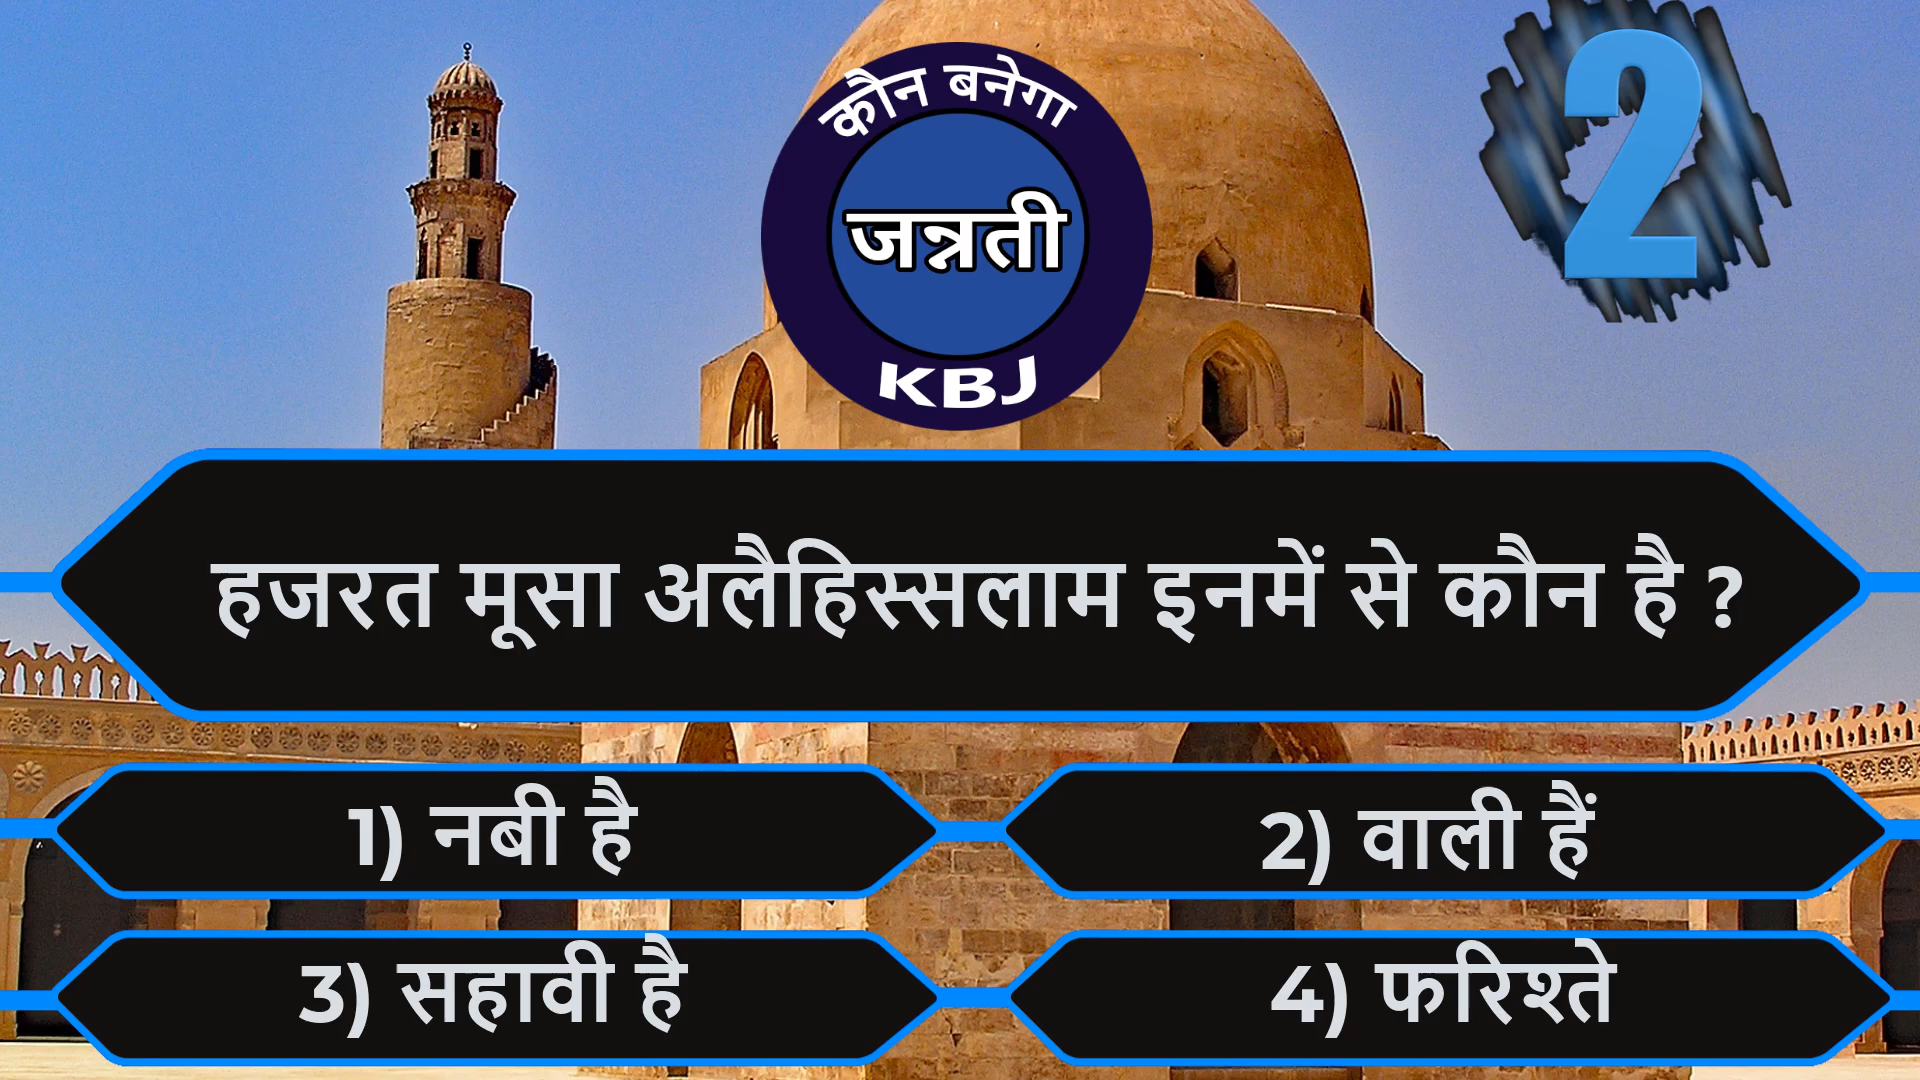 कौन बनेगा
जन्नती
KBJ
2
हजरत मूसा अलैहिस्सलाम इनमें से कौन है ?
1) नबी है
2) वाली हैं
3) सहावी है
4) फरिश्ते